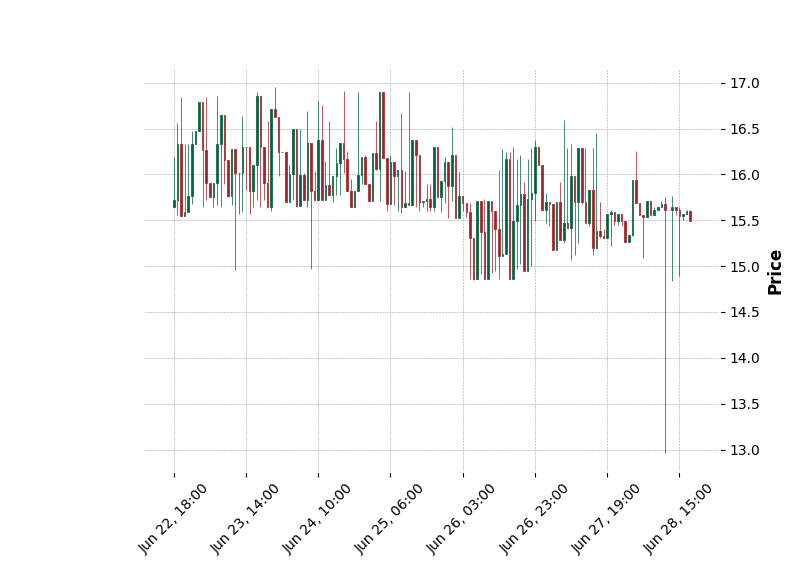 17.0
16.5
16.0
15.5
15.0
14.5
14.0
13.5
13.0
Price
Jun 22, 18:00
Jun 23, 14:00
Jun 24, 10:00
Jun 25, 06:00
Jun 26, 03:00
Jun 26, 23:00
Jun 27, 19:00
Jun 28, 15:00